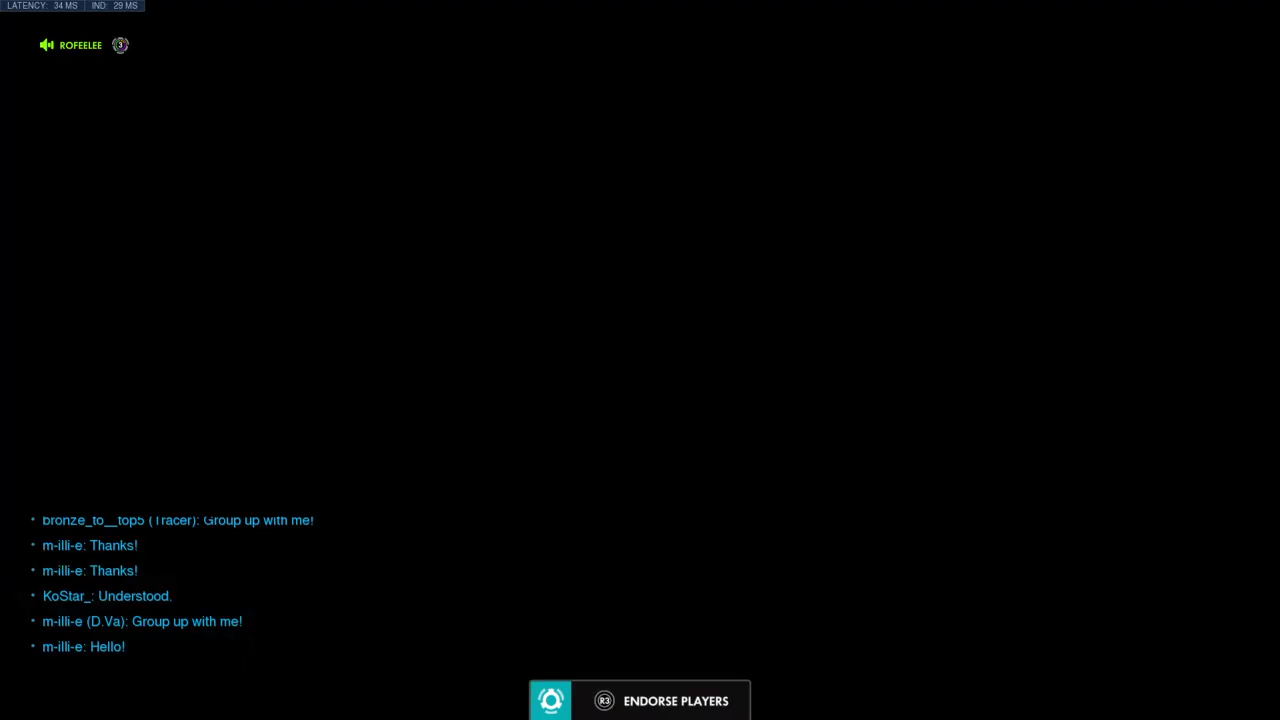 LATENCY: 34 MS IND: 29 MS
ROFEELEE 3
bronze_to__top5 (Tracer): Group up with me!
m-illi-e: Thanks!
m-illi-e: Thanks!
KoStar_: Understood.
m-illi-e (D.Va): Group up with me!
m-illi-e: Hello!
R3 ENDORSE PLAYERS